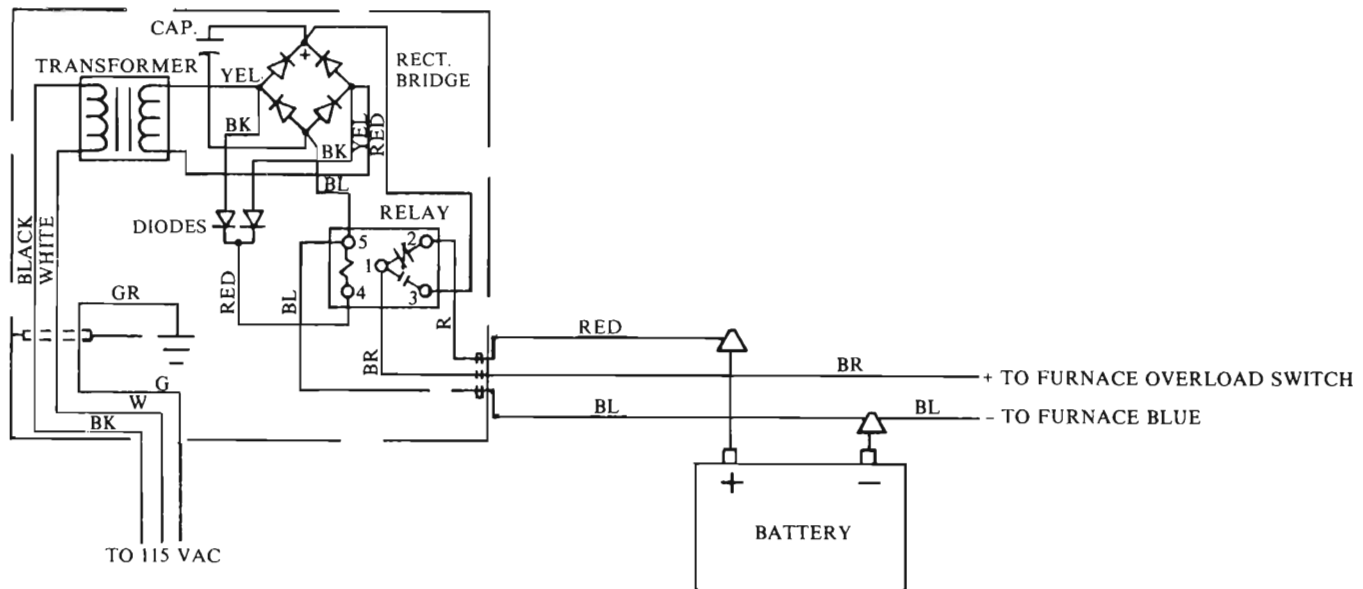 CAP.
+
RECT.
BRIDGE
TRANSFORMER
YEL.
BK
YEL
RED
BK
BL
RELAY
DIODES
5
2
1
4
3
BLACK
WHITE
RED
BL
R
BR
GR
G
W
BK
TO 115 VAC
RED
BR
+ TO FURNACE OVERLOAD SWITCH
BL
BL
– TO FURNACE BLUE
+
–
BATTERY